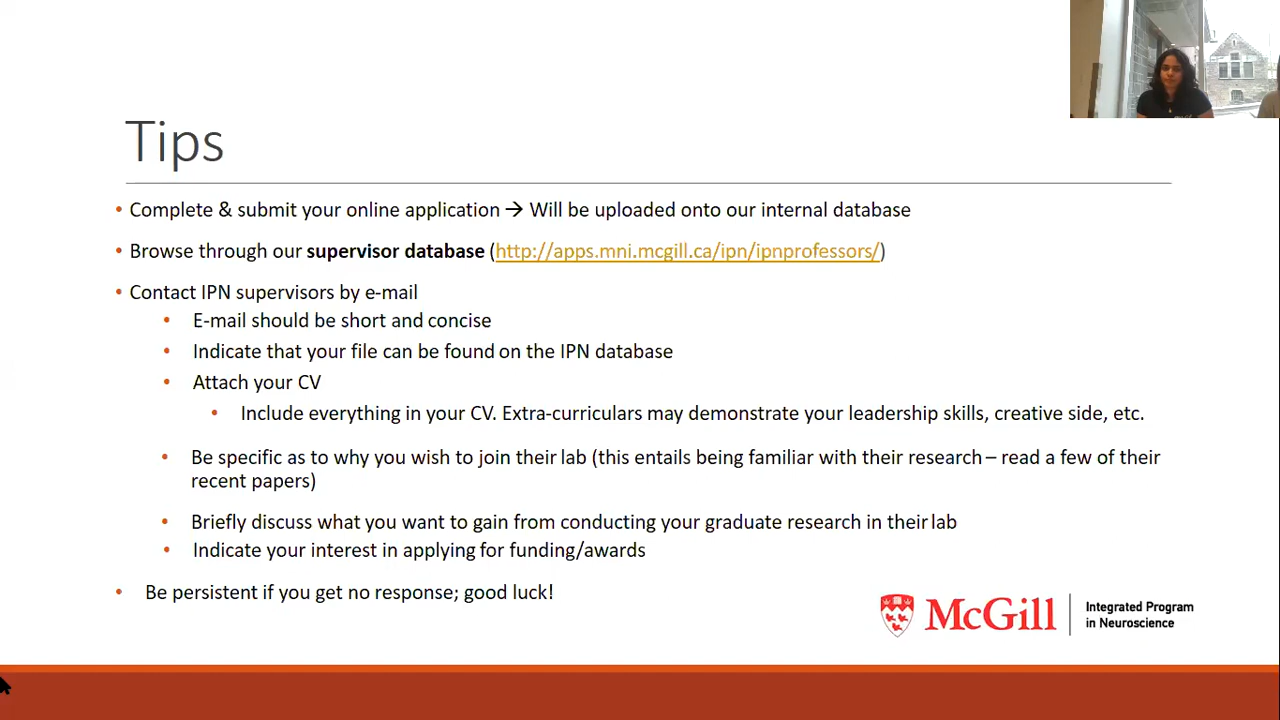 Tips
• Complete & submit your online application → Will be uploaded onto our internal database
• Browse through our supervisor database (http://apps.mni.mcgill.ca/ipn/ipnprofessors/)
• Contact IPN supervisors by e-mail
• E-mail should be short and concise
• Indicate that your file can be found on the IPN database
• Attach your CV
• Include everything in your CV. Extra-curriculars may demonstrate your leadership skills, creative side, etc.
• Be specific as to why you wish to join their lab (this entails being familiar with their research – read a few of their
recent papers)
• Briefly discuss what you want to gain from conducting your graduate research in their lab
• Indicate your interest in applying for funding/awards
• Be persistent if you get no response; good luck!
McGill
Integrated Program
in Neuroscience